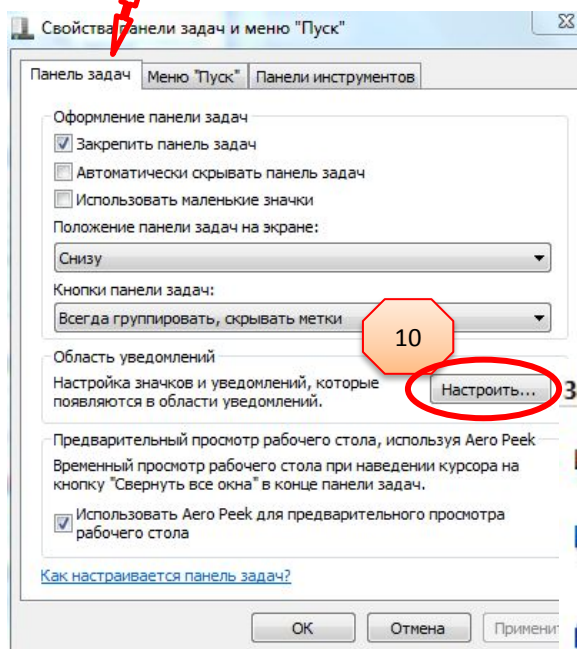 Свойства панели задач и меню "Пуск"
Панель задач Меню "Пуск" Панели инструментов
Оформление панели задач
Закрепить панель задач
Автоматически скрывать панель задач
Использовать маленькие значки
Положение панели задач на экране:
Снизу
Кнопки панели задач:
Всегда группировать, скрывать метки
10
Область уведомлений
Настройка значков и уведомлений, которые
появляются в области уведомлений.
Настроить...
Предварительный просмотр рабочего стола, используя Aero Peek
Временный просмотр рабочего стола при наведении курсора на
кнопку "Свернуть все окна" в конце панели задач.
Использовать Aero Peek для предварительного просмотра
рабочего стола
Как настраивается панель задач?
ОК Отмена Применит